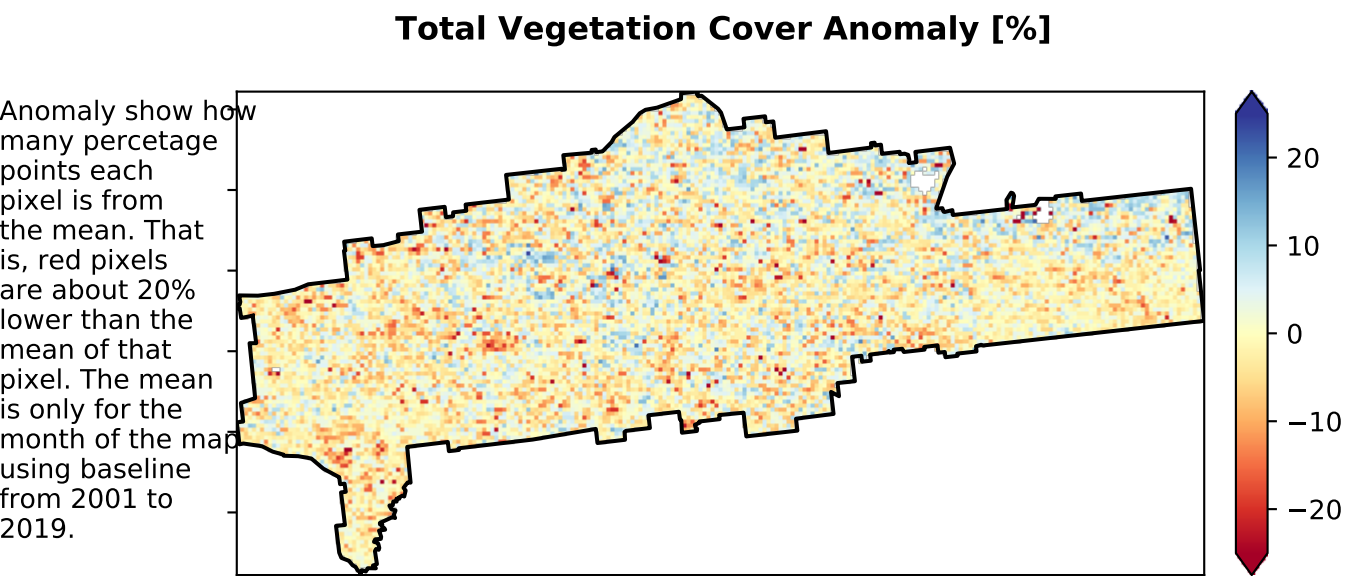 Total Vegetation Cover Anomaly [%]
Anomaly show how
many percetage
points each
pixel is from
the mean. That
is, red pixels
are about 20%
lower than the
mean of that
pixel. The mean
is only for the
month of the map
using baseline
from 2001 to
2019.
20
10
0
−10
−20